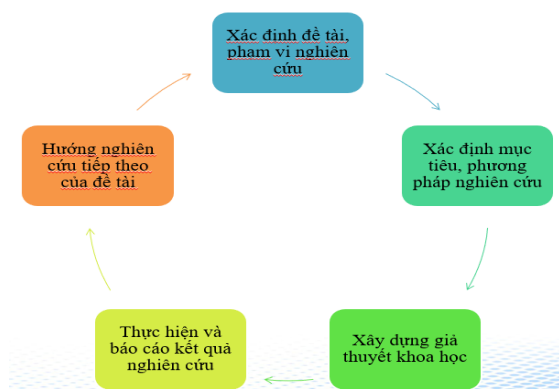 Xác định đề tài,
phạm vi nghiên
cứu
Xác định mục
tiêu, phương
pháp nghiên cứu
Xây dựng giả
thuyết khoa học
Thực hiện và
báo cáo kết quả
nghiên cứu
Hướng nghiên
cứu tiếp theo
của đề tài